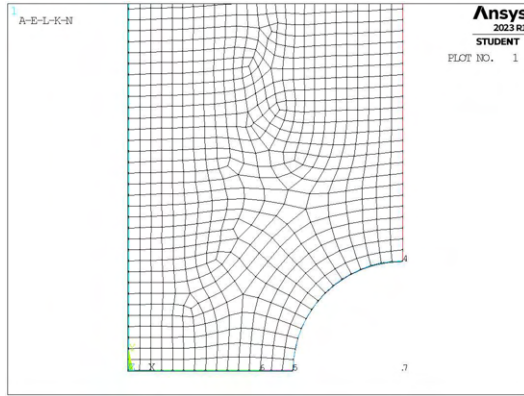 1
A-E-L-K-N
Ansys
2023 R1
STUDENT
PLOT NO. 1
4
X
6
5
.7